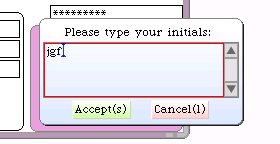 *********
Please type your initials:
jgf
Accept(s) Cancel(l)